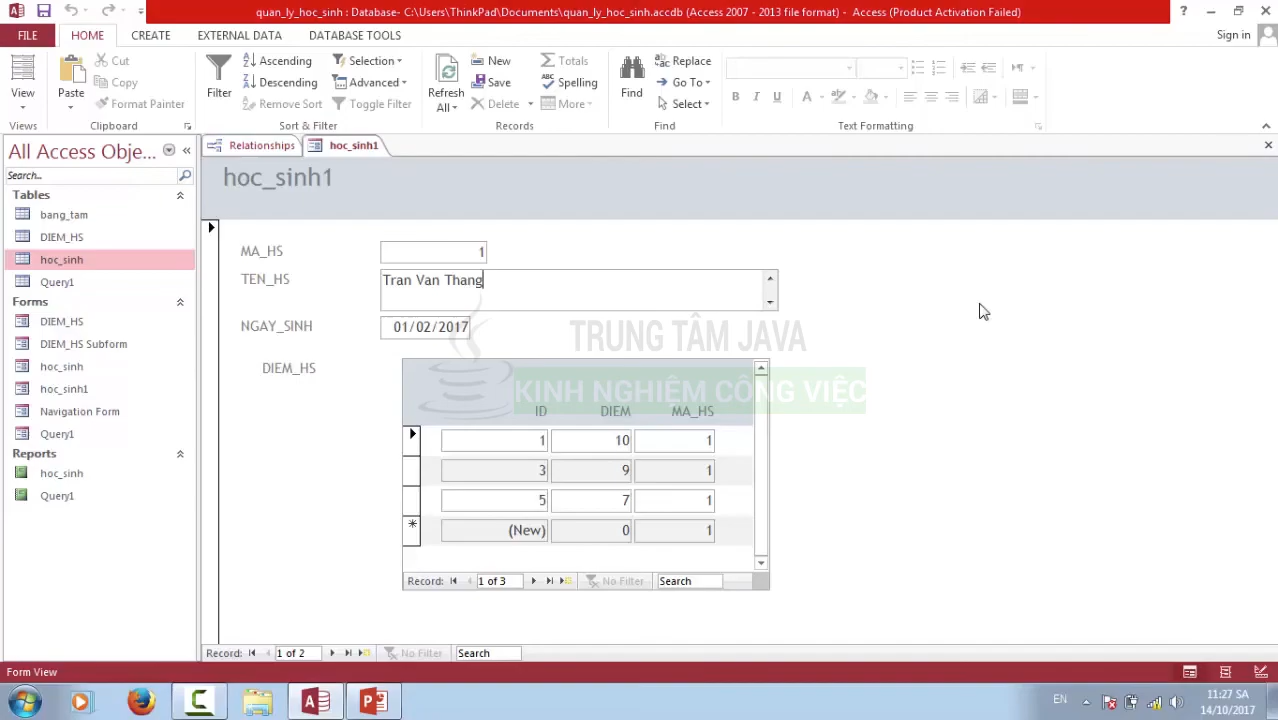 quan_ly_hoc_sinh : Database- C:\Users\ThinkPad\Documents\quan_ly_hoc_sinh.accdb (Access 2007 - 2013 file format) - Access (Product Activation Failed)
FILE HOME CREATE EXTERNAL DATA DATABASE TOOLS Sign in
View Paste Cut Copy Format Painter
Filter Ascending Descending Remove Sort Selection Advanced Toggle Filter
Refresh All New Save Delete Totals Spelling More
Find Replace Go To Select
B I U A
Views Clipboard Sort & Filter Records Find Text Formatting
All Access Obje...
Search...
Tables
bang_tam
DIEM_HS
hoc_sinh
Query1
Forms
DIEM_HS
DIEM_HS Subform
hoc_sinh
hoc_sinh1
Navigation Form
Query1
Reports
hoc_sinh
Query1
Relationships hoc_sinh1
hoc_sinh1
MA_HS 1
TEN_HS Tran Van Thang
NGAY_SINH 01/02/2017
TRUNG TÂM JAVA
KINH NGHIỆM CÔNG VIỆC
DIEM_HS
ID DIEM MA_HS
1 10 1
3 9 1
5 7 1
(New) 0 1
Record: 1 of 3 No Filter Search
Record: 1 of 2 No Filter Search
Form View
EN 11:27 SA
14/10/2017